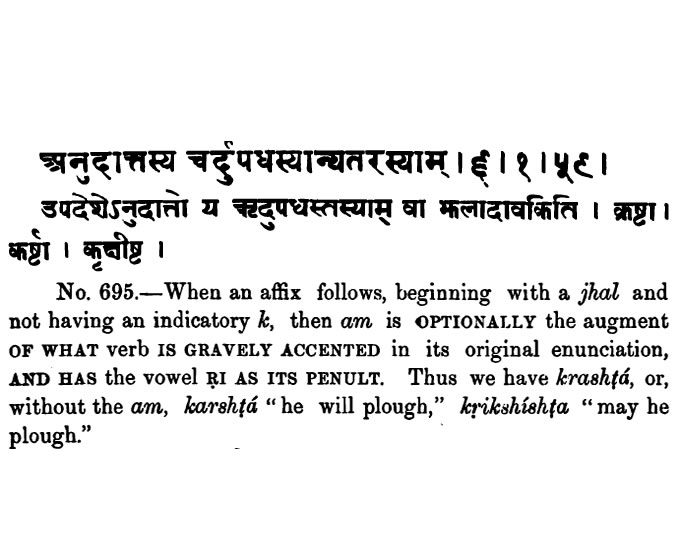 अनुदात्तस्य चर्दुपधस्यान्यतरस्याम् । ६ । १ । ५९ ।
उपदेशेऽनुदात्तो य ऋदुपधस्तस्याम् वा झलादावकिति । क्रष्टा ।
कर्ष्टा । कृक्षीष्ट ।
No. 695.—When an affix follows, beginning with a jhal and
not having an indicatory k, then am is OPTIONALLY the augment
OF WHAT verb IS GRAVELY ACCENTED in its original enunciation,
AND HAS the vowel ṚI AS ITS PENULT. Thus we have krashṭá, or,
without the am, karshṭá “he will plough,” kṛikshíshṭa “may he
plough.”